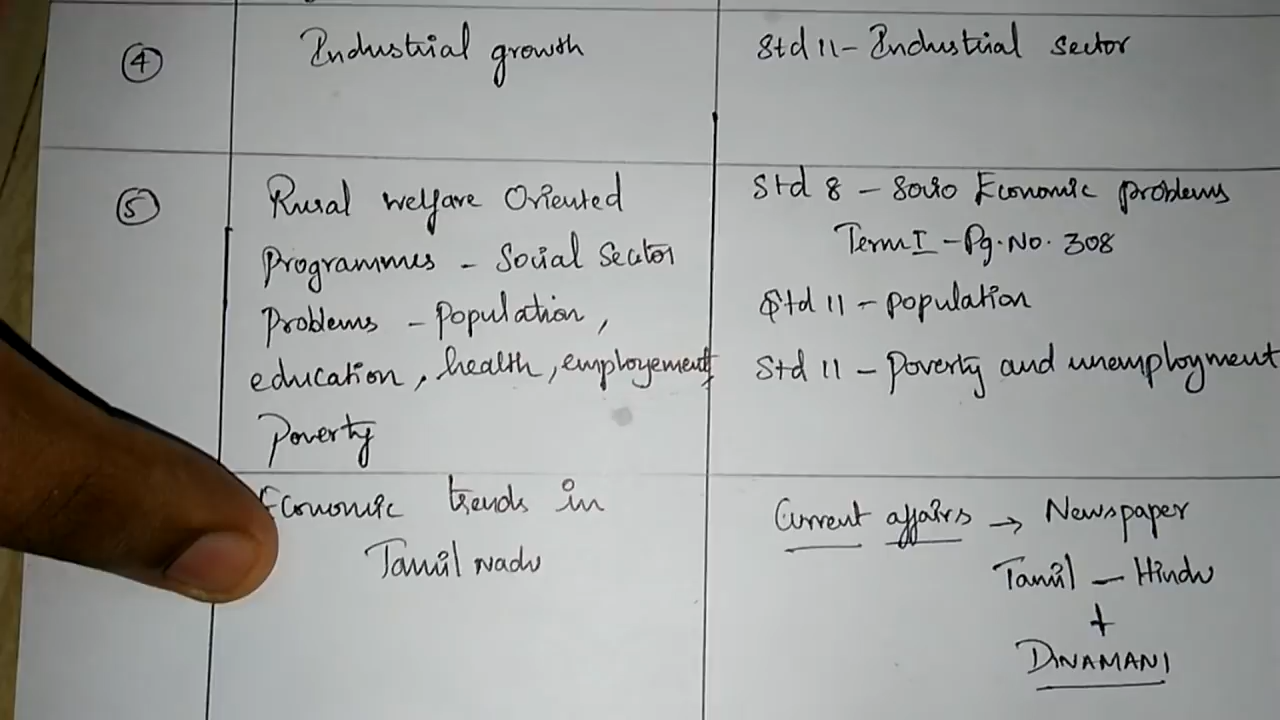 ④
Industrial growth
Std 11 - Industrial sector
⑤
Rural welfare Oriented
Programmes - Social Sector
Problems - Population,
education, health, employement,
Poverty
Std 8 - Socio Economic problems
Term I - Pg.No. 308
Std 11 - population
Std 11 - Poverty and unemployment
Economic trends in
Tamil nadu
Current affairs → Newspaper
Tamil - Hindu
+
DINAMANI